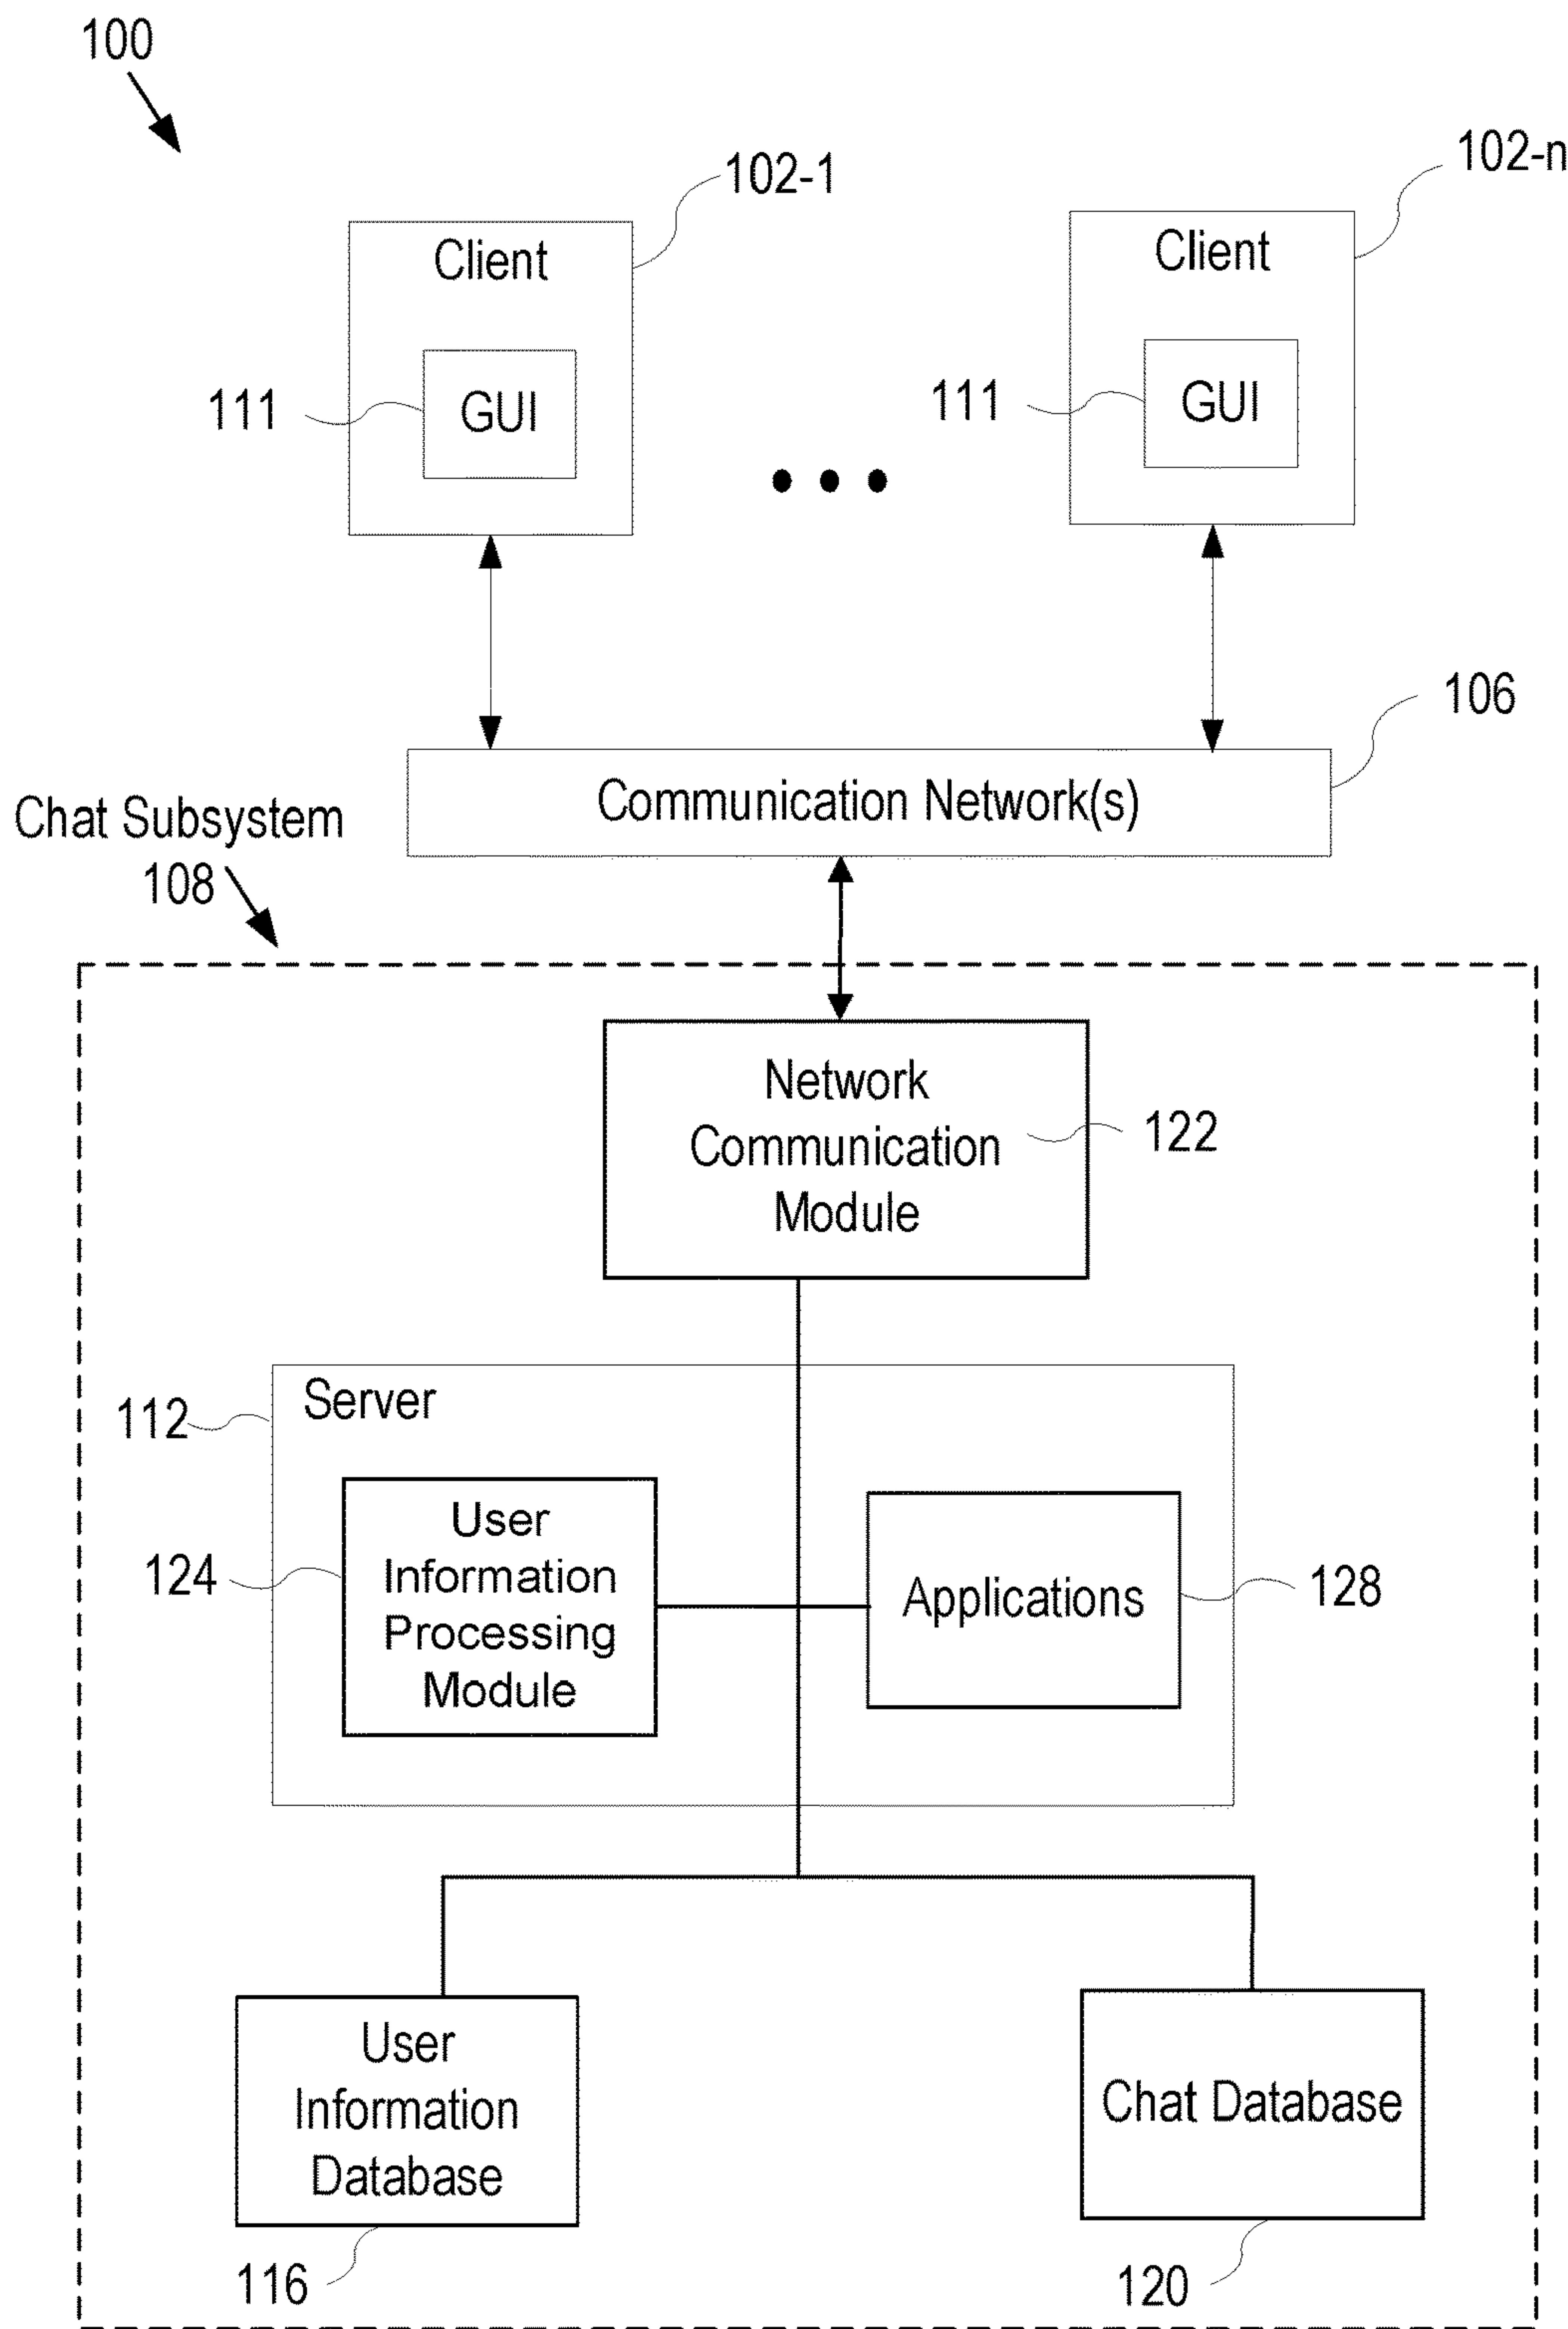 100
102-1
102-n
Client
Client
111
GUI
111
GUI
106
Communication Network(s)
Chat Subsystem
108
Network
Communication
Module
122
Server
112
User
Information
Processing
Module
124
Applications
128
User
Information
Database
Chat Database
116
120